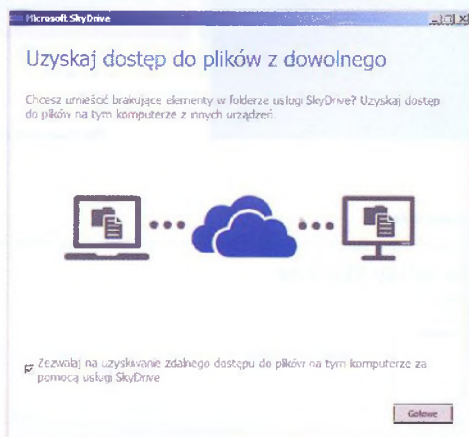 Microsoft SkyDrive
Uzyskaj dostęp do plików z dowolnego
Chcesz umieścić brakujące elementy w folderze usługi SkyDrive? Uzyskaj dostęp
do plików na tym komputerze z innych urządzeń.
Zezwalaj na uzyskiwanie zdalnego dostępu do plików na tym komputerze za
pomocą usługi SkyDrive
Gotowe